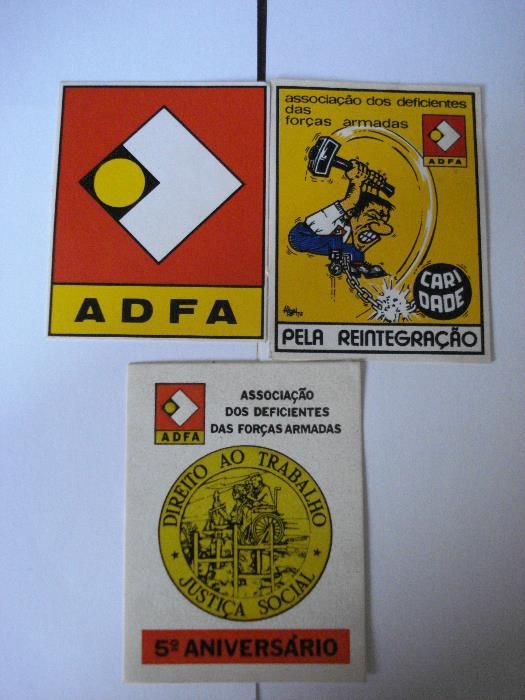 ADFA
associação dos deficientes
das
forças armadas
ADFA
CARI
DADE
PELA REINTEGRAÇÃO
ADFA
ASSOCIAÇÃO
DOS DEFICIENTES
DAS FORÇAS ARMADAS
DIREITO AO TRABALHO
JUSTIÇA SOCIAL
5º ANIVERSÁRIO